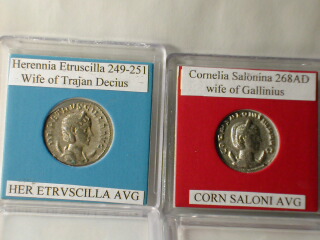 Herennia Etruscilla 249-251
Wife of Trajan Decius
HER ETRVSCILLA AVG
Cornelia Salonina 268AD
wife of Gallinius
CORN SALONI AVG